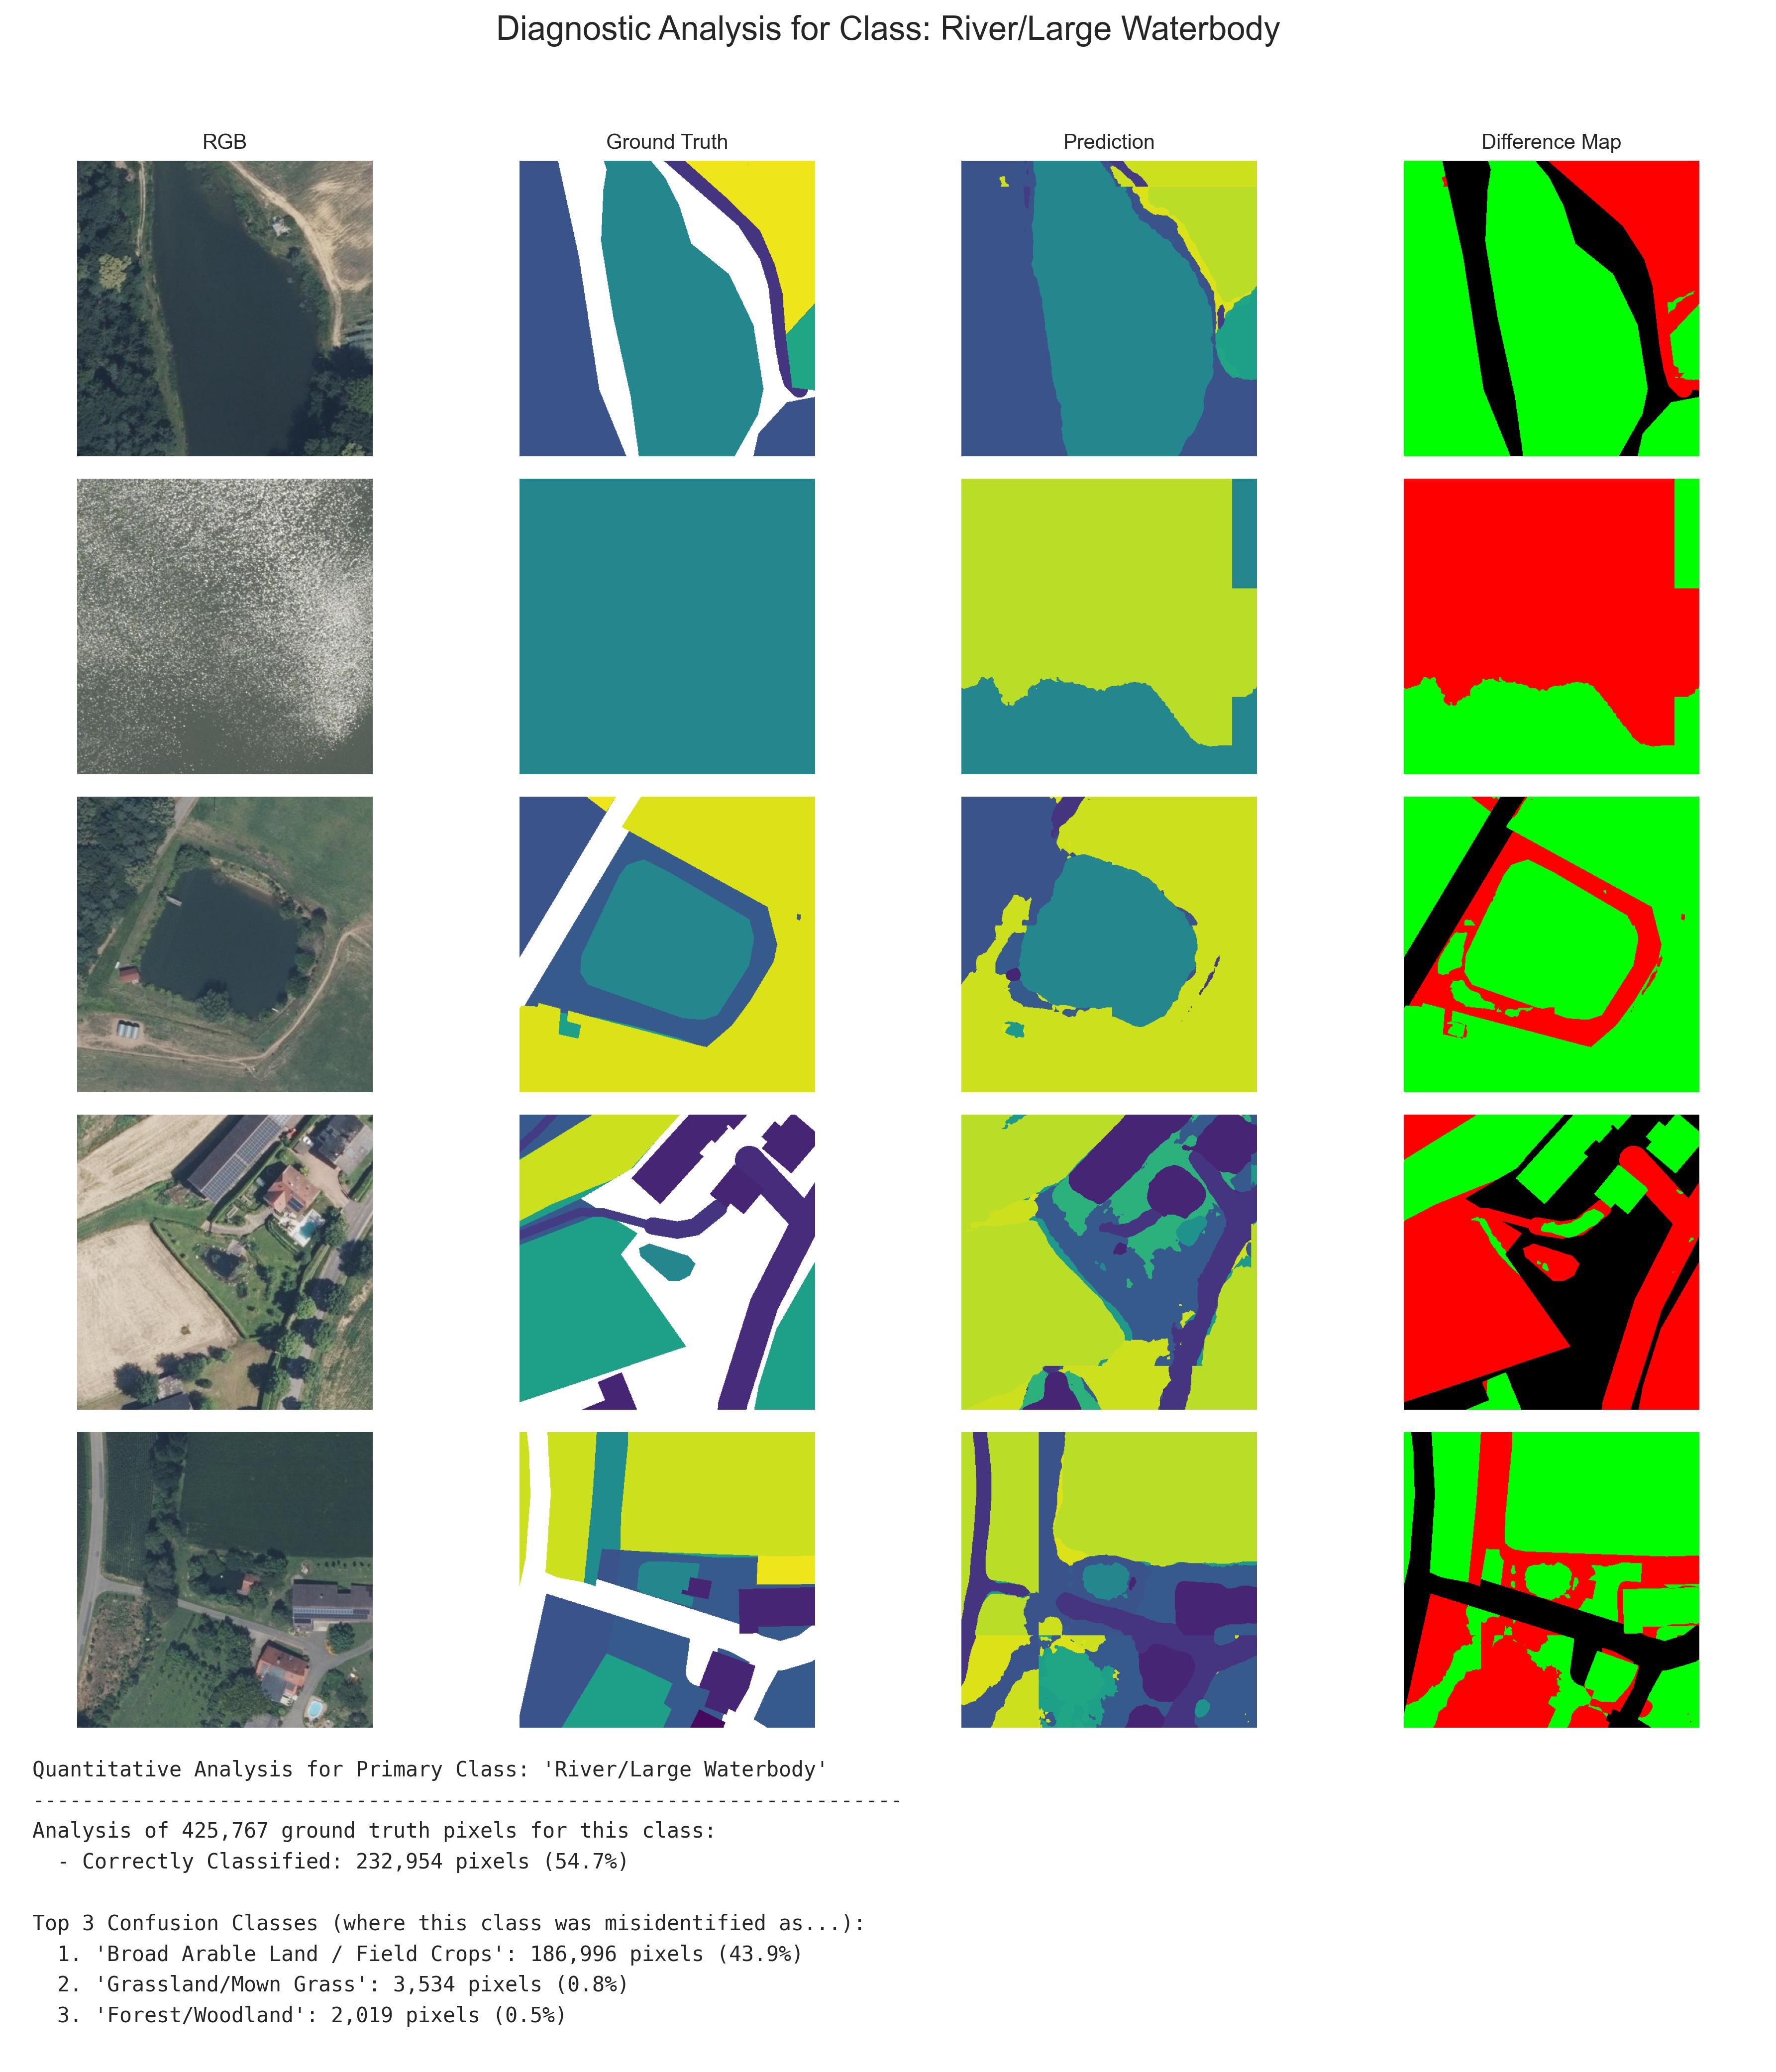 Diagnostic Analysis for Class: River/Large Waterbody
RGB
Ground Truth
Prediction
Difference Map
Quantitative Analysis for Primary Class: 'River/Large Waterbody'
----------------------------------------------------------------------
Analysis of 425,767 ground truth pixels for this class:
- Correctly Classified: 232,954 pixels (54.7%)
Top 3 Confusion Classes (where this class was misidentified as...):
1. 'Broad Arable Land / Field Crops': 186,996 pixels (43.9%)
2. 'Grassland/Mown Grass': 3,534 pixels (0.8%)
3. 'Forest/Woodland': 2,019 pixels (0.5%)